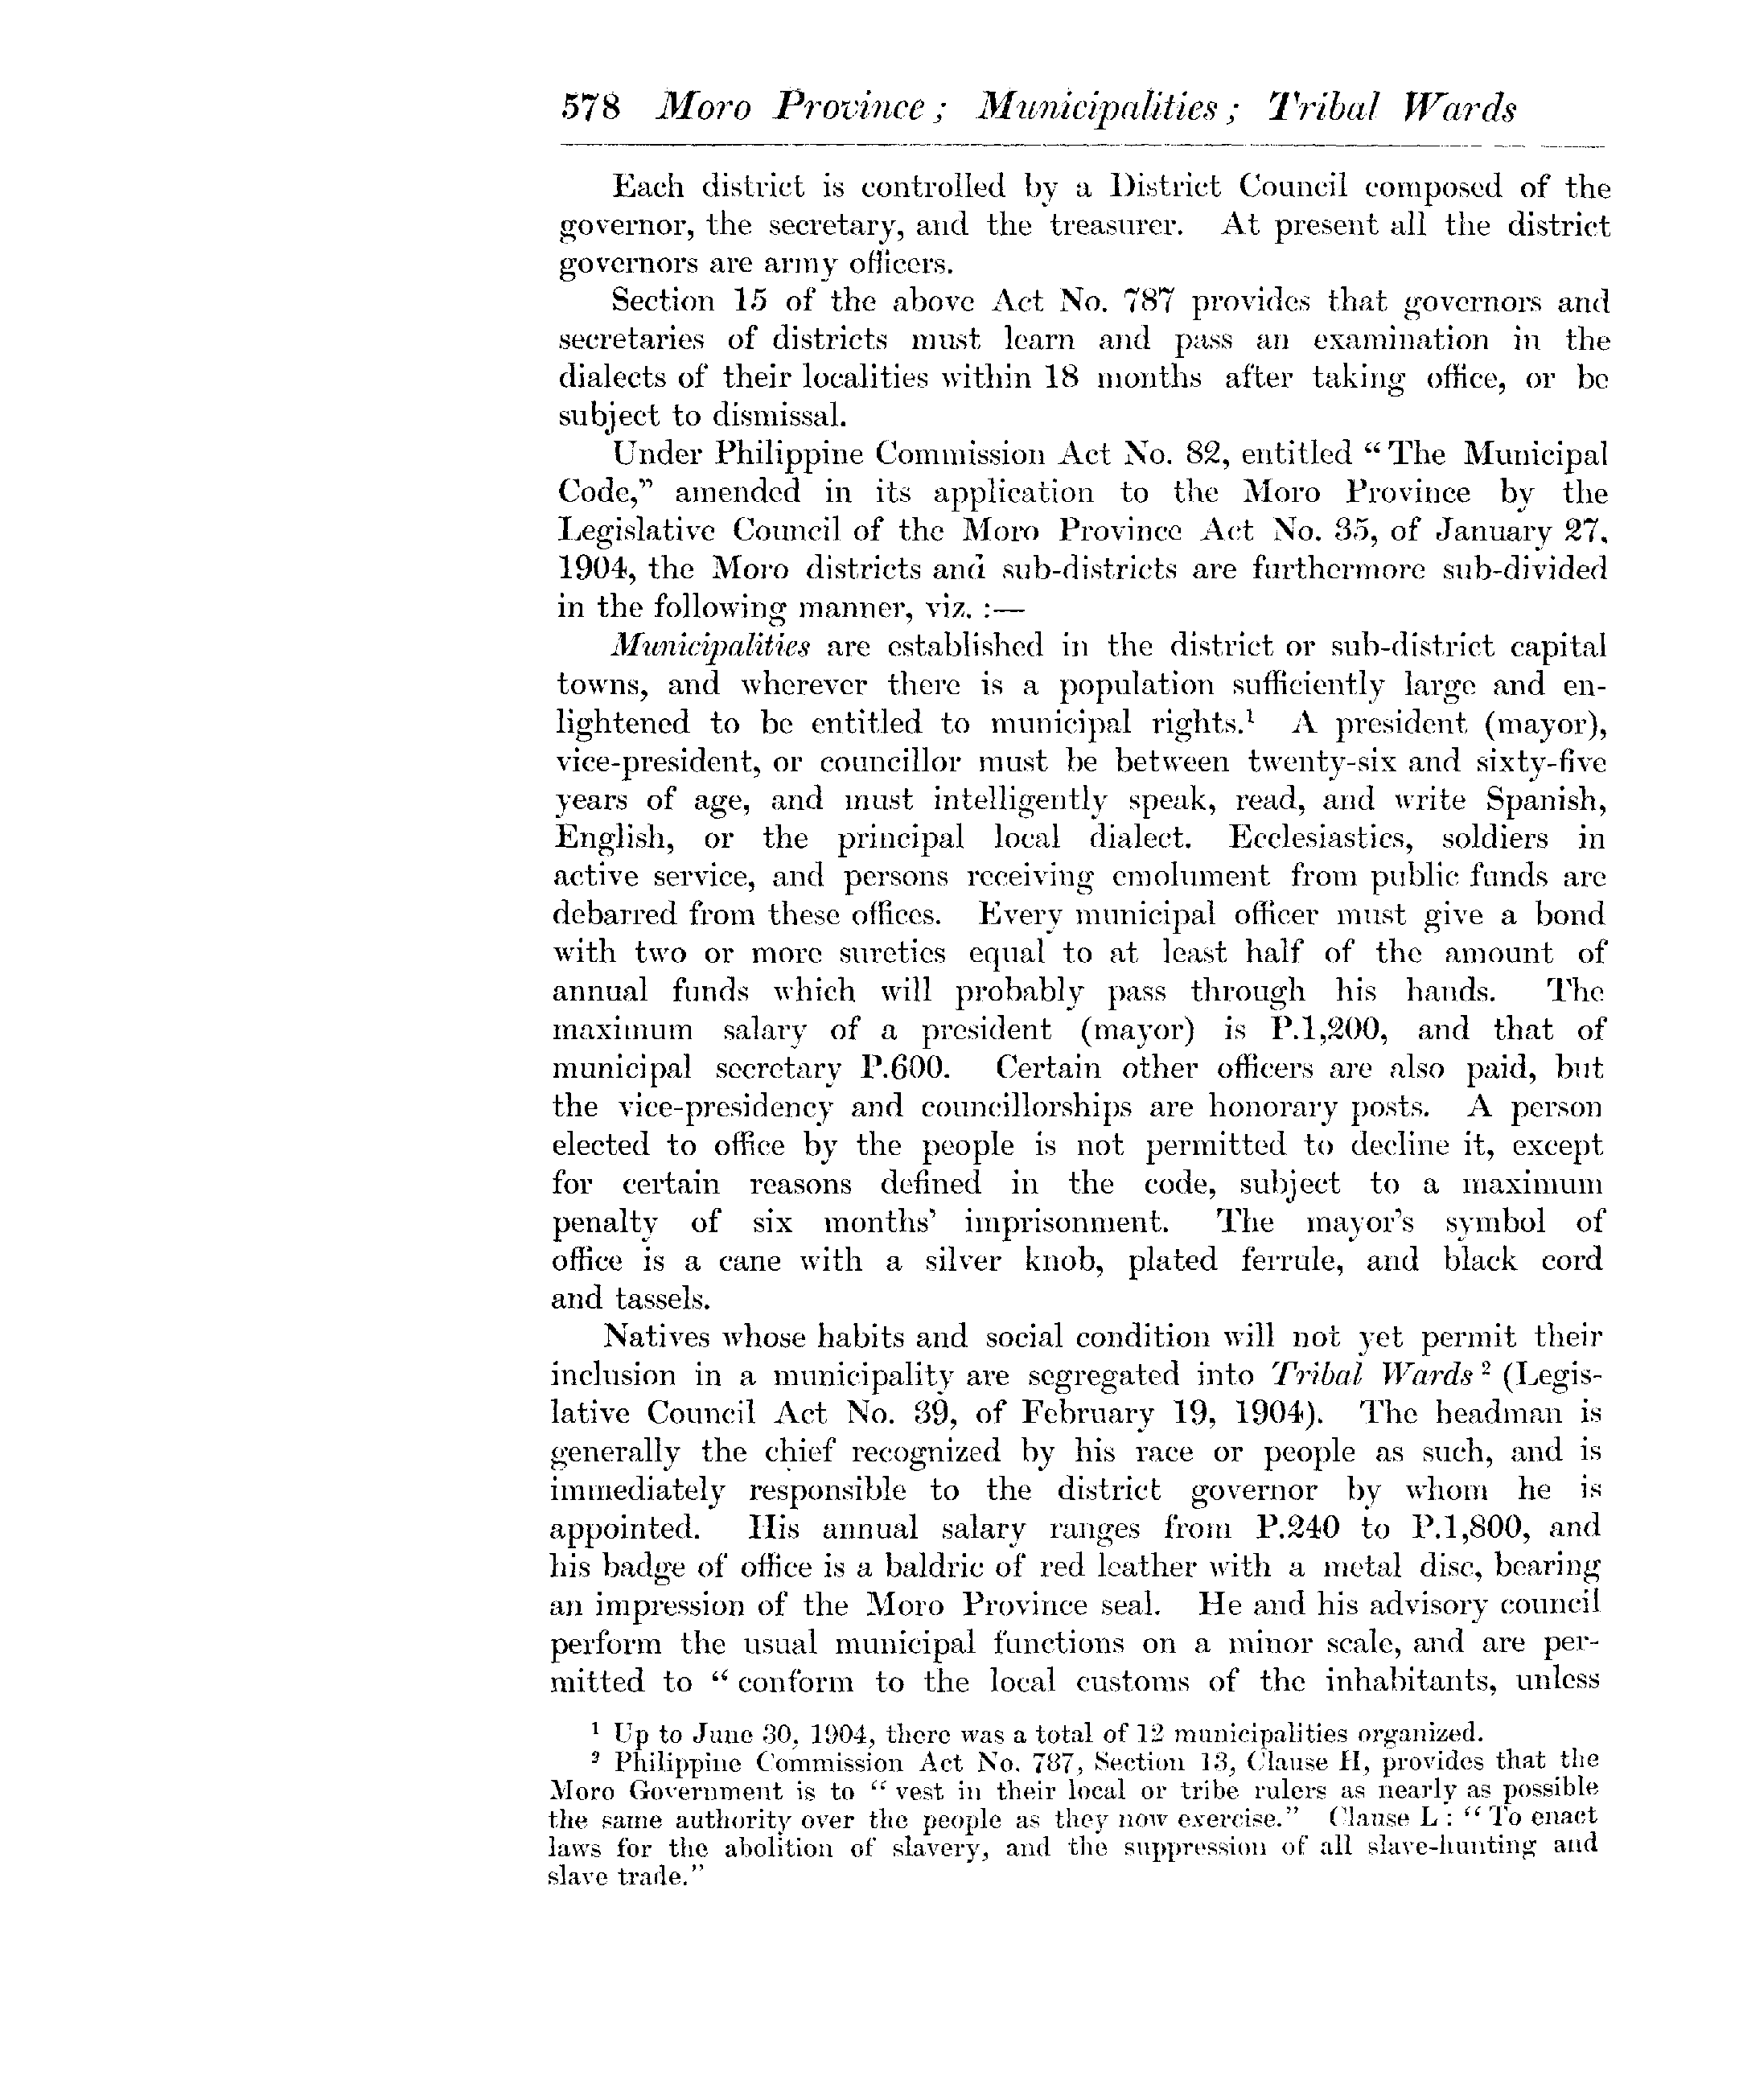 578 Moro Province; Municipalities; Tribal Wards
Each district is controlled by a District Council composed of the
governor, the secretary, and the treasurer. At present all the district
governors are army officers.
Section 15 of the above Act No. 787 provides that governors and
secretaries of districts must learn and pass an examination in the
dialects of their localities within 18 months after taking office, or be
subject to dismissal.
Under Philippine Commission Act No. 82, entitled “The Municipal
Code,” amended in its application to the Moro Province by the
Legislative Council of the Moro Province Act No. 35, of January 27,
1904, the Moro districts and sub-districts are furthermore sub-divided
in the following manner, viz. :—
Municipalities are established in the district or sub-district capital
towns, and wherever there is a population sufficiently large and en-
lightened to be entitled to municipal rights.¹ A president (mayor),
vice-president, or councillor must be between twenty-six and sixty-five
years of age, and must intelligently speak, read, and write Spanish,
English, or the principal local dialect. Ecclesiastics, soldiers in
active service, and persons receiving emolument from public funds are
debarred from these offices. Every municipal officer must give a bond
with two or more sureties equal to at least half of the amount of
annual funds which will probably pass through his hands. The
maximum salary of a president (mayor) is P.1,200, and that of
municipal secretary P.600. Certain other officers are also paid, but
the vice-presidency and councillorships are honorary posts. A person
elected to office by the people is not permitted to decline it, except
for certain reasons defined in the code, subject to a maximum
penalty of six months’ imprisonment. The mayor’s symbol of
office is a cane with a silver knob, plated ferrule, and black cord
and tassels.
Natives whose habits and social condition will not yet permit their
inclusion in a municipality are segregated into Tribal Wards² (Legis-
lative Council Act No. 39, of February 19, 1904). The headman is
generally the chief recognized by his race or people as such, and is
immediately responsible to the district governor by whom he is
appointed. His annual salary ranges from P.240 to P.1,800, and
his badge of office is a baldric of red leather with a metal disc, bearing
an impression of the Moro Province seal. He and his advisory council
perform the usual municipal functions on a minor scale, and are per-
mitted to “conform to the local customs of the inhabitants, unless
¹ Up to June 30, 1904, there was a total of 12 municipalities organized.
² Philippine Commission Act No. 787, Section 13, Clause H, provides that the
Moro Government is to “vest in their local or tribe rulers as nearly as possible
the same authority over the people as they now exercise.” Clause L : “To enact
laws for the abolition of slavery, and the suppression of all slave-hunting and
slave trade.”